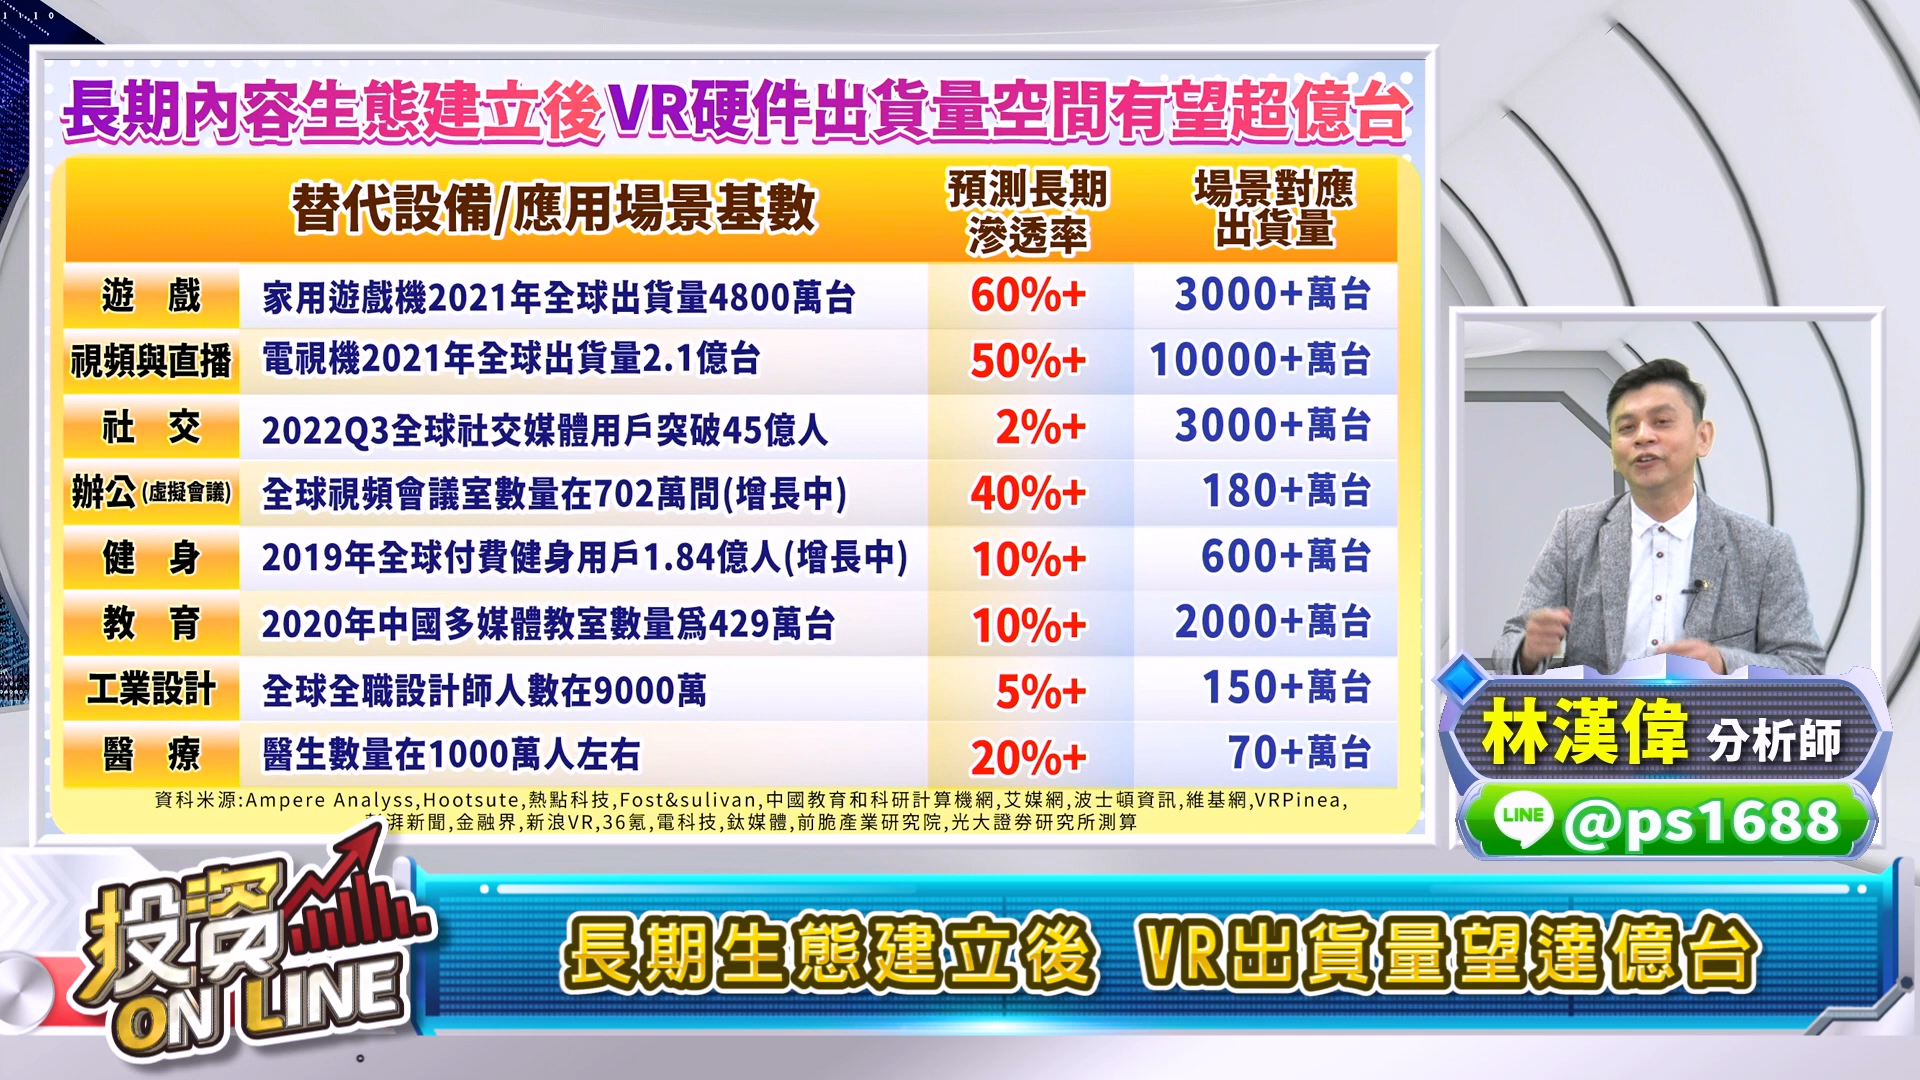 長期內容生態建立後VR硬件出貨量空間有望超億台
替代設備/應用場景基數
預測長期
滲透率
場景對應
出貨量
遊 戲 家用遊戲機2021年全球出貨量4800萬台 60%+ 3000+萬台
視頻與直播 電視機2021年全球出貨量2.1億台 50%+ 10000+萬台
社 交 2022Q3全球社交媒體用戶突破45億人 2%+ 3000+萬台
辦公(虛擬會議) 全球視頻會議室數量在702萬間(增長中) 40%+ 180+萬台
健 身 2019年全球付費健身用戶1.84億人(增長中) 10%+ 600+萬台
教 育 2020年中國多媒體教室數量為429萬台 10%+ 2000+萬台
工業設計 全球全職設計師人數在9000萬 5%+ 150+萬台
醫 療 醫生數量在1000萬人左右 20%+ 70+萬台
資科米源:Ampere Analyss,Hootsute,熱點科技,Fost&sulivan,中國教育和科研計算機網,艾媒網,波士頓資訊,維基網,VRPinea,
湃新聞,金融界,新浪VR,36氪,電科技,鈦媒體,前脆產業研究院,光大證券研究所測算
林漢偉 分析師
LINE @ps1688
投資
ON LINE
長期生態建立後 VR出貨量望達億台